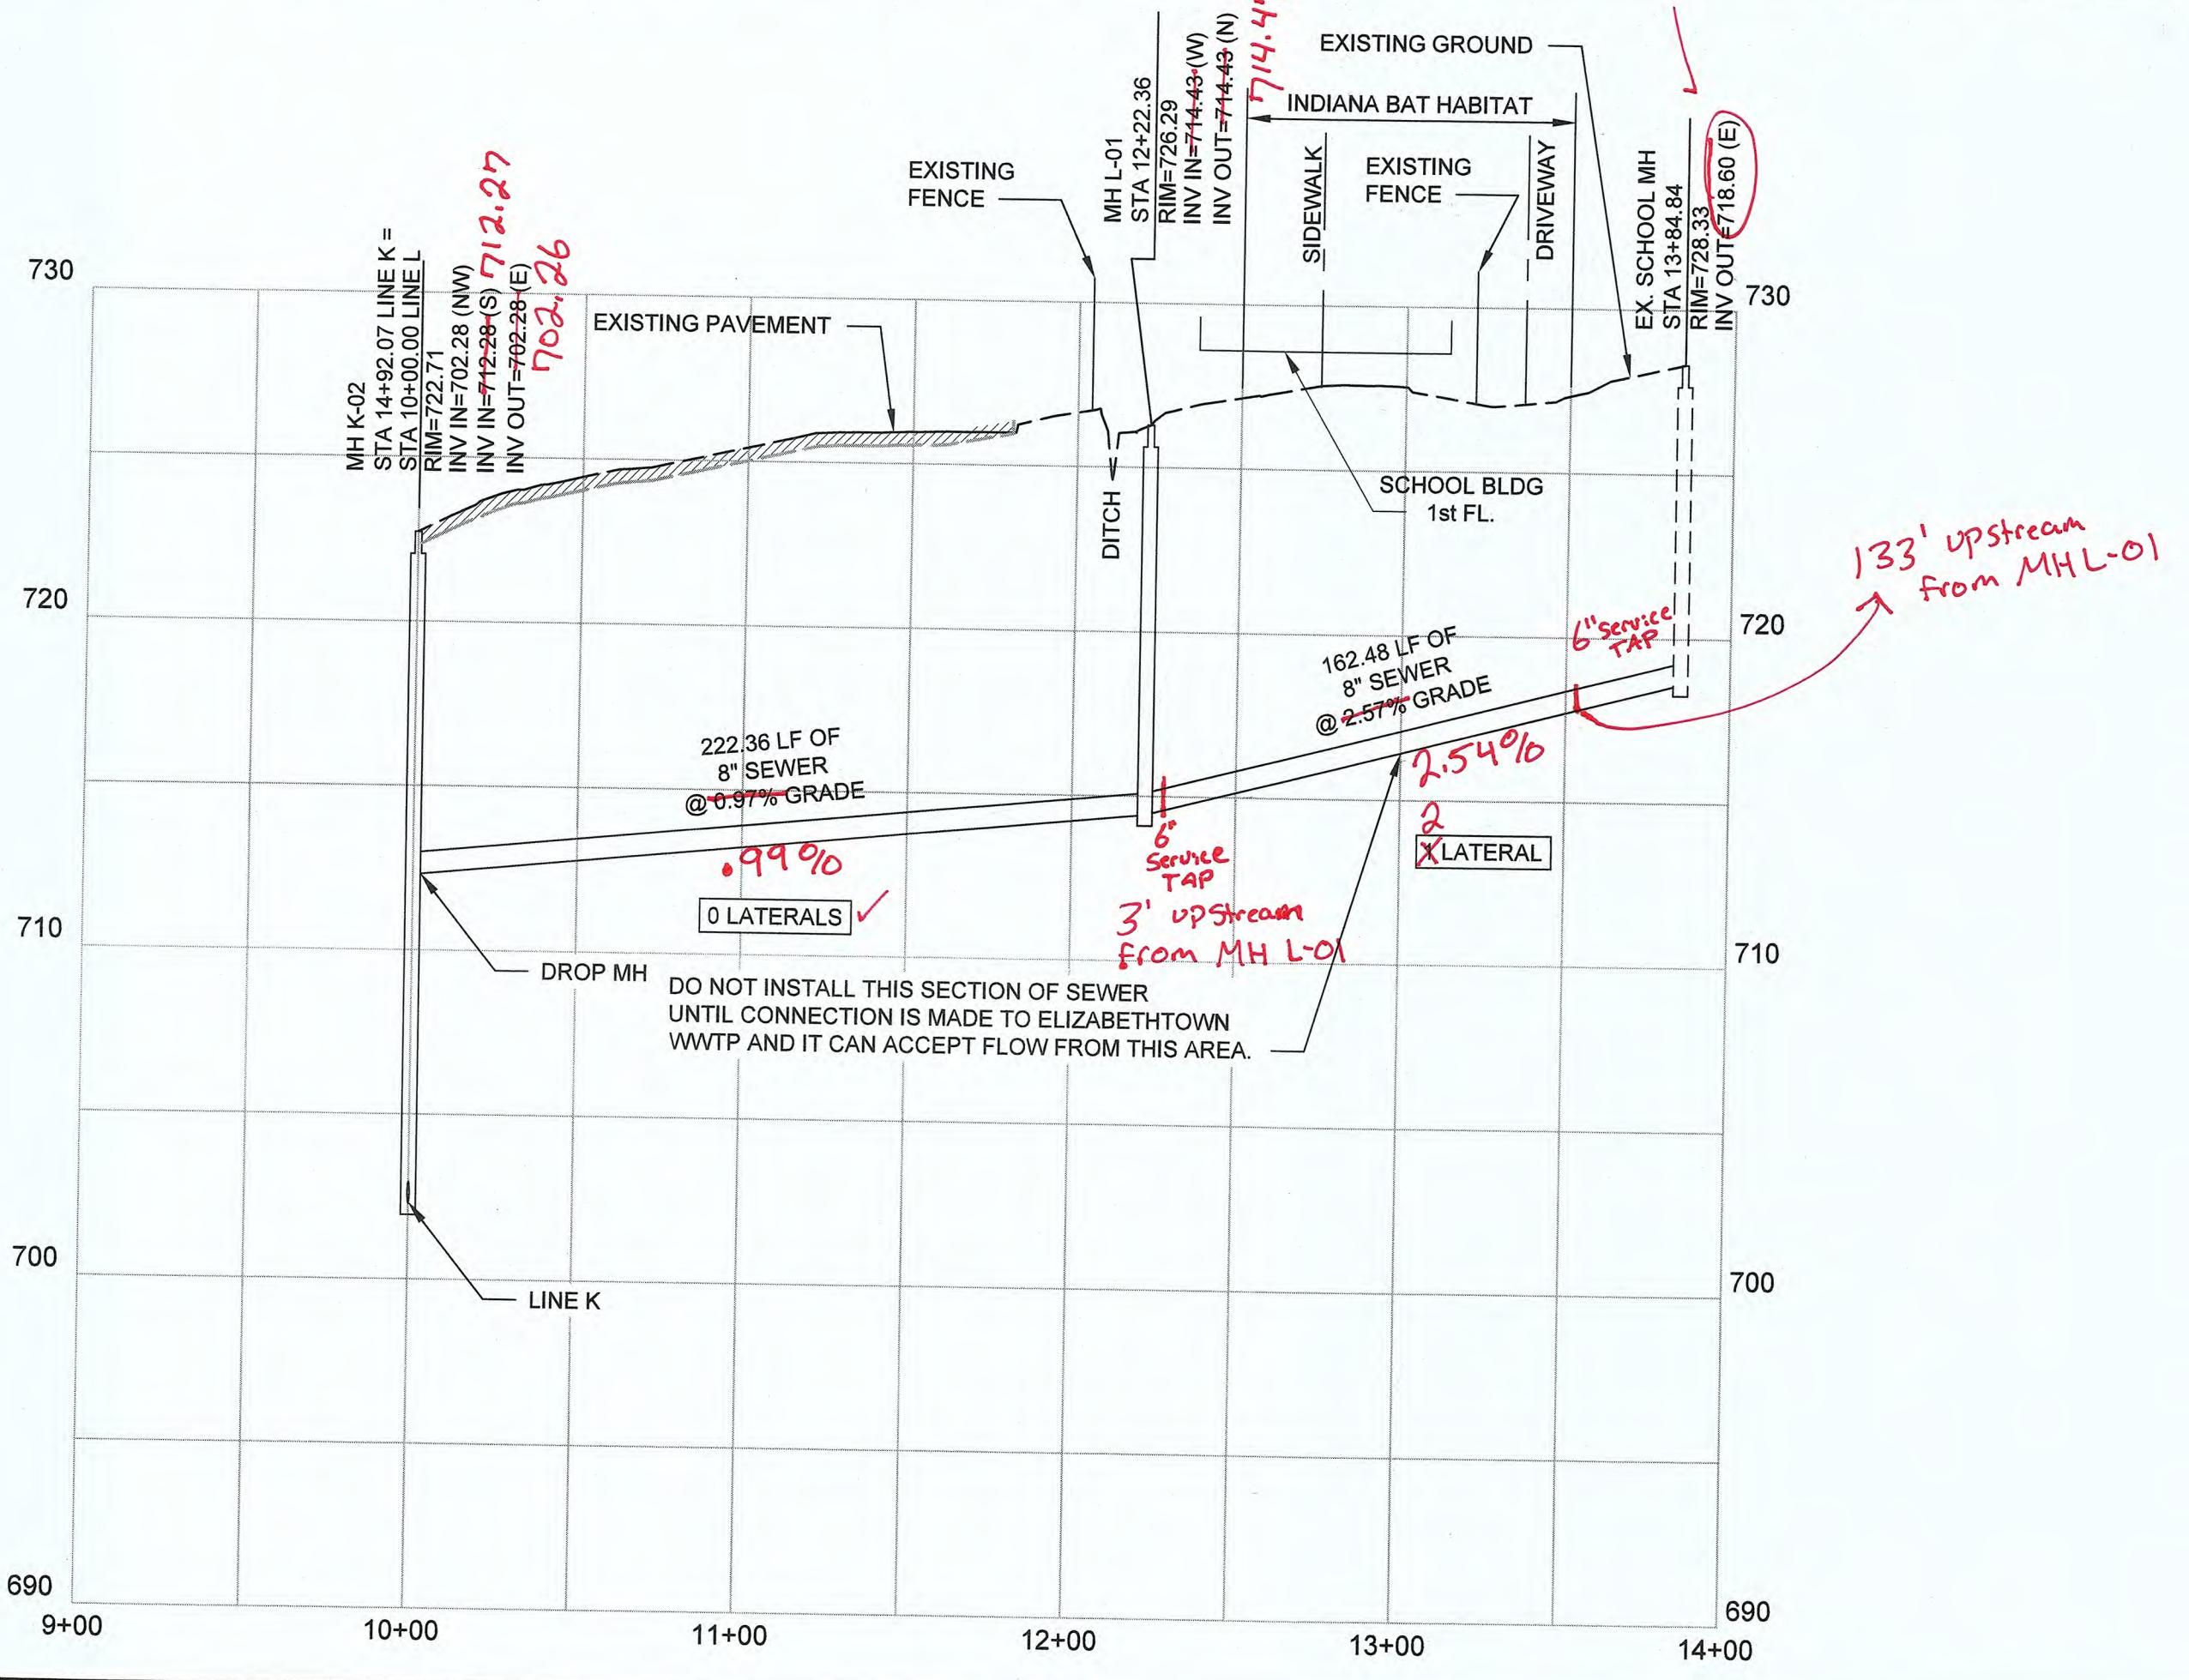 MH K-02
STA 14+92.07 LINE K =
STA 10+00.00 LINE L
RIM=722.71
INV IN=702.28 (NW)
INV IN=712.28 (S) 712.27
INV OUT=702.28 (E)
702.26
EXISTING PAVEMENT
EXISTING
FENCE
MH L-01
STA 12+22.36
RIM=726.29
INV IN=714.43 (W)
INV OUT=714.43 (N)
EXISTING GROUND
INDIANA BAT HABITAT
SIDEWALK
EXISTING
FENCE
DRIVEWAY
EX. SCHOOL MH
STA 13+84.84
RIM=728.33
INV OUT=718.60 (E)
730
730
DITCH
SCHOOL BLDG
1st FL.
133' upstream
from MH L-01
720
720
6" service
TAP
162.48 LF OF
8" SEWER
@ 2.57% GRADE
2.54%
2
1 LATERAL
222.36 LF OF
8" SEWER
@ 0.97% GRADE
.99%
0 LATERALS
6"
Service
TAP
3' upstream
from MH L-01
710
710
DROP MH
DO NOT INSTALL THIS SECTION OF SEWER
UNTIL CONNECTION IS MADE TO ELIZABETHTOWN
WWTP AND IT CAN ACCEPT FLOW FROM THIS AREA.
700
700
LINE K
690
690
9+00
10+00
11+00
12+00
13+00
14+00